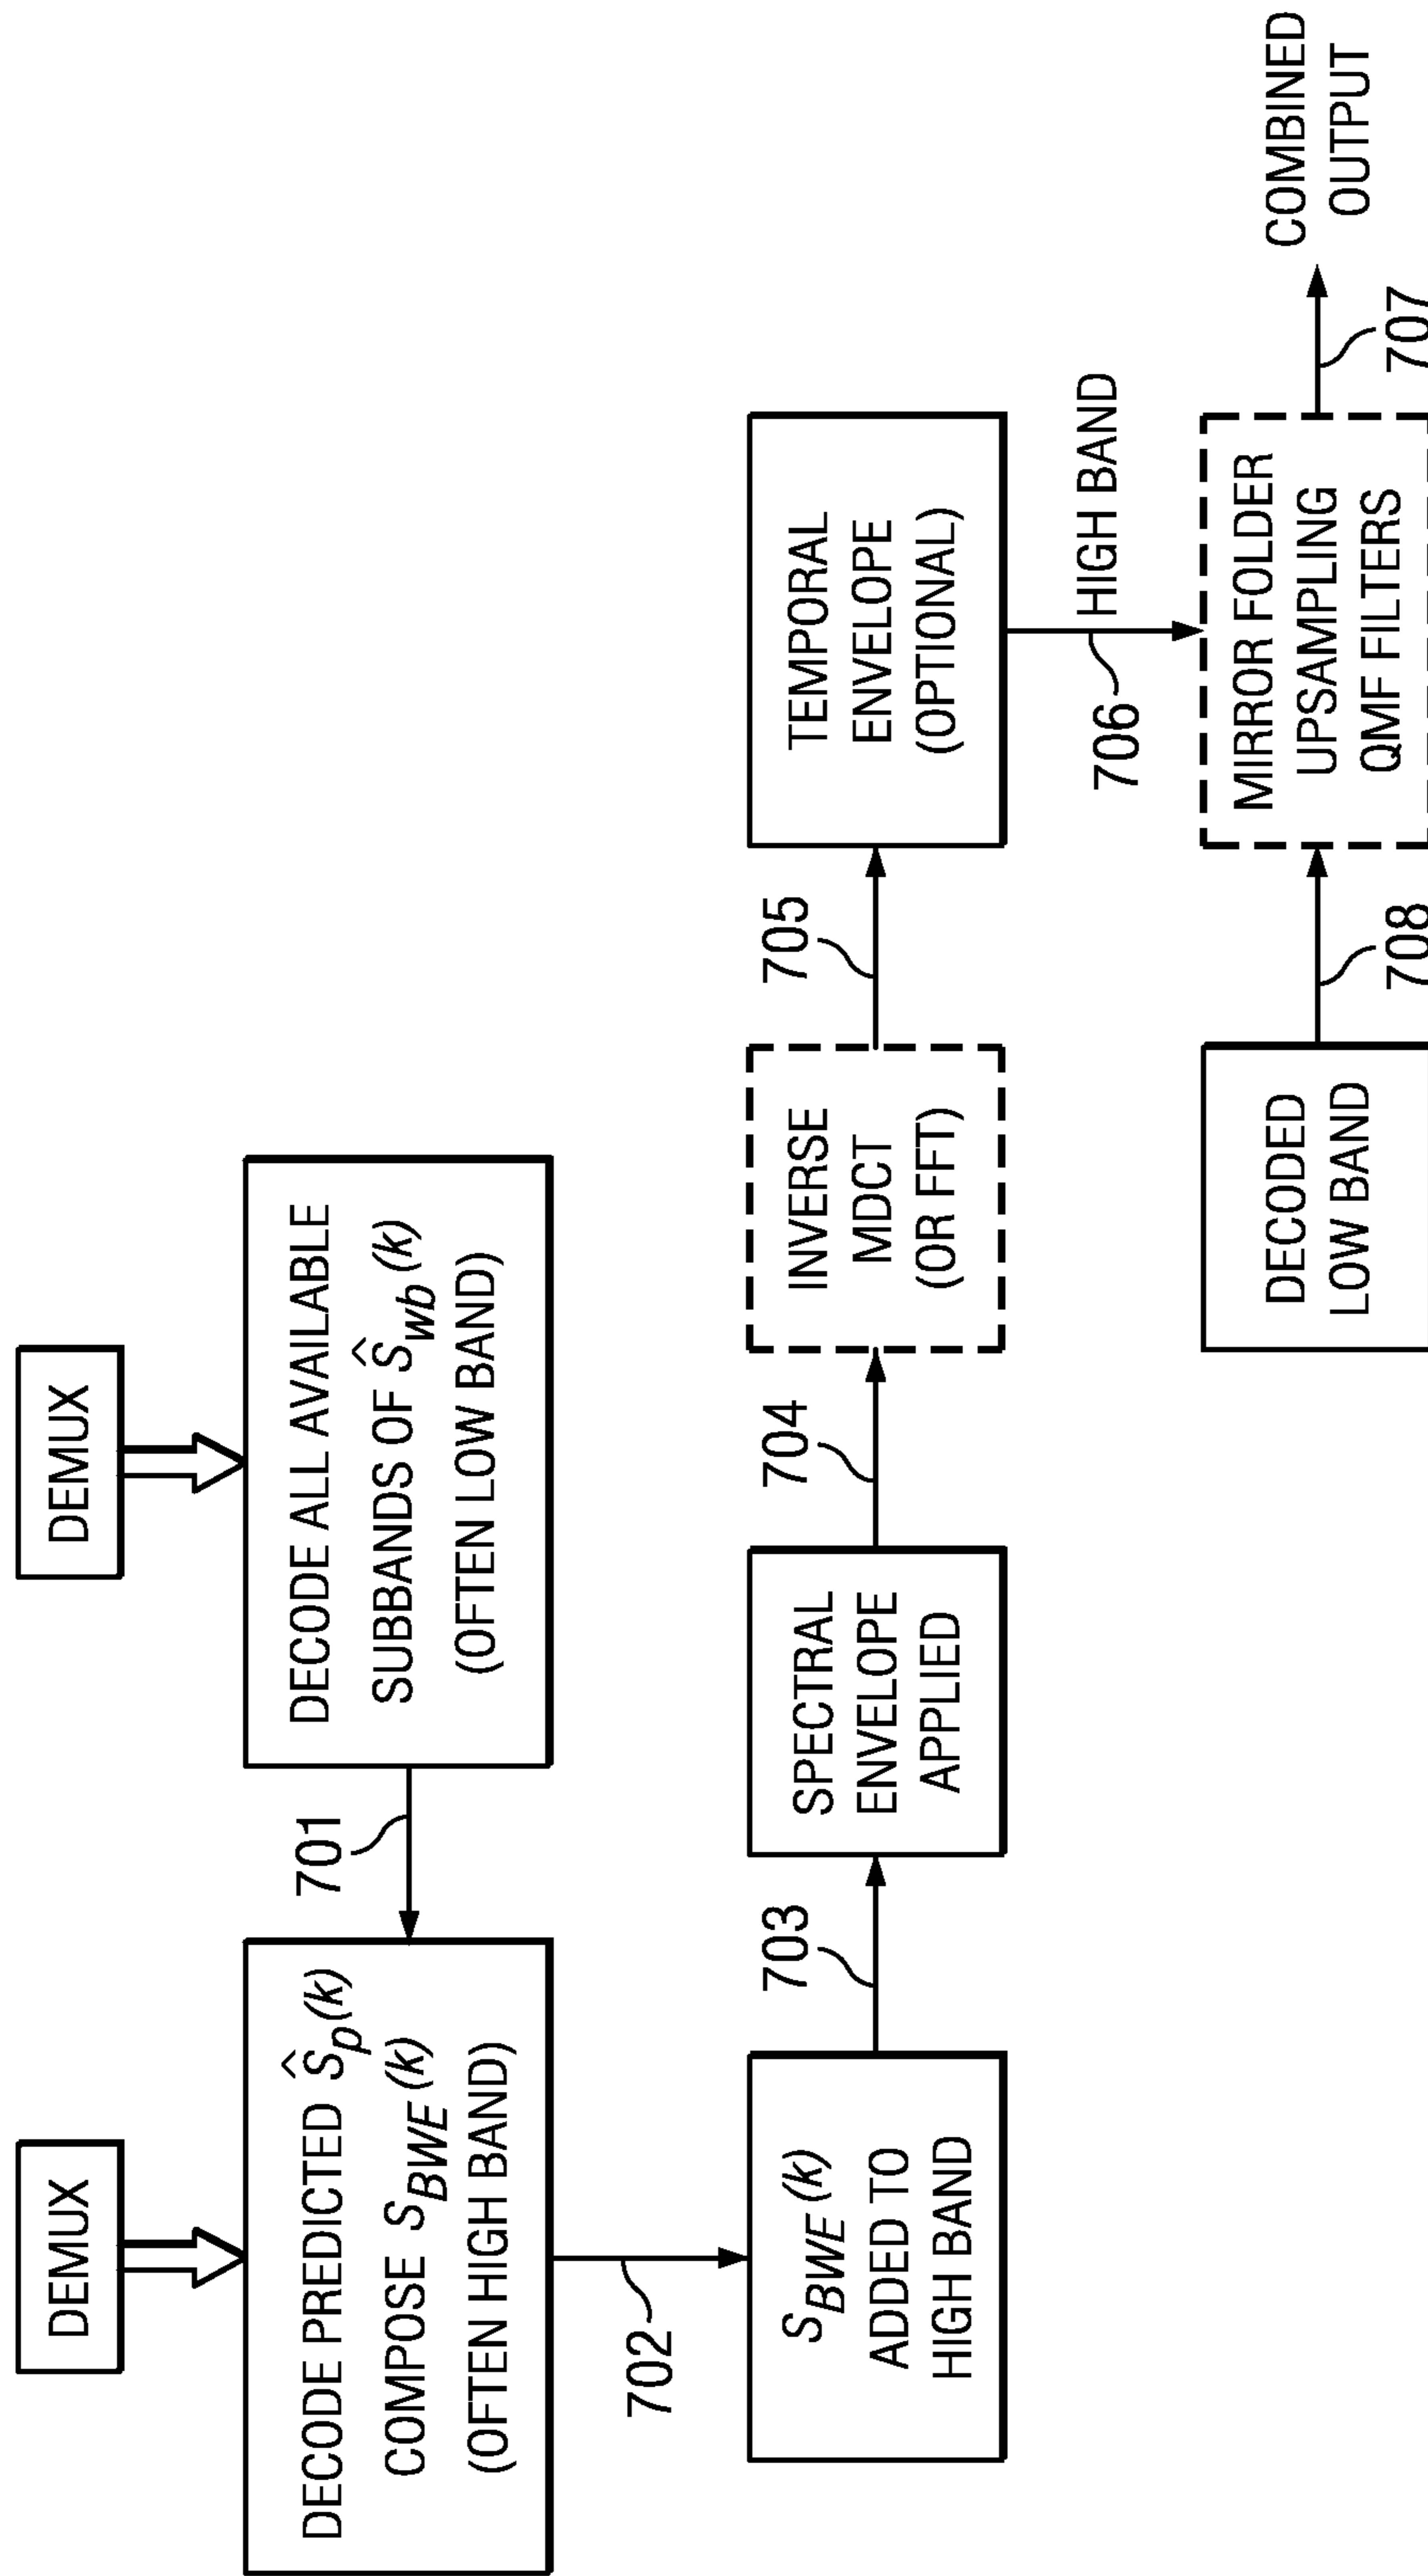 DEMUX
DEMUX
DECODE PREDICTED Ŝp(k)
COMPOSE SBWE(k)
(OFTEN HIGH BAND)
701
DECODE ALL AVAILABLE
SUBBANDS OF Ŝwb(k)
(OFTEN LOW BAND)
702
SBWE(k)
ADDED TO
HIGH BAND
703
SPECTRAL
ENVELOPE
APPLIED
704
INVERSE
MDCT
(OR FFT)
705
TEMPORAL
ENVELOPE
(OPTIONAL)
706
HIGH BAND
DECODED
LOW BAND
708
MIRROR FOLDER
UPSAMPLING
QMF FILTERS
707
COMBINED
OUTPUT